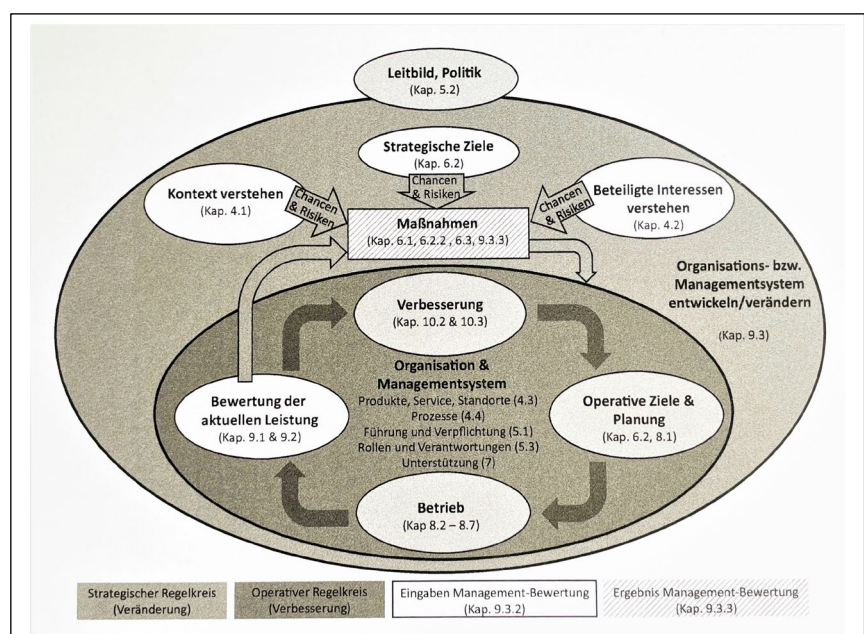 Leitbild, Politik
(Kap. 5.2)
Strategische Ziele
(Kap. 6.2)
Chancen
& Risiken
Kontext verstehen
(Kap. 4.1)
Chancen
& Risiken
Chancen
& Risiken
Beteiligte Interessen
verstehen
(Kap. 4.2)
Maßnahmen
(Kap. 6.1, 6.2.2 , 6.3, 9.3.3)
Organisations- bzw.
Managementsystem
entwickeln/verändern
(Kap. 9.3)
Verbesserung
(Kap. 10.2 & 10.3)
Organisation &
Managementsystem
Produkte, Service, Standorte (4.3)
Prozesse (4.4)
Führung und Verpflichtung (5.1)
Rollen und Verantwortungen (5.3)
Unterstützung (7)
Bewertung der
aktuellen Leistung
(Kap. 9.1 & 9.2)
Operative Ziele &
Planung
(Kap. 6.2, 8.1)
Betrieb
(Kap 8.2 – 8.7)
Strategischer Regelkreis
(Veränderung)
Operativer Regelkreis
(Verbesserung)
Eingaben Management-Bewertung
(Kap. 9.3.2)
Ergebnis Management-Bewertung
(Kap. 9.3.3)